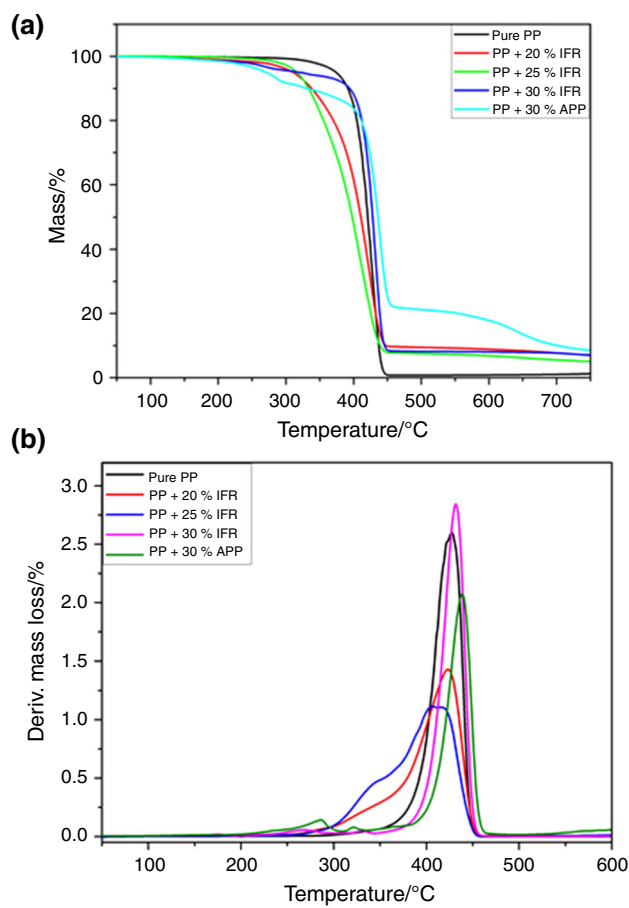 (a)
100
80
60
40
20
0
Mass/%
Pure PP
PP + 20 % IFR
PP + 25 % IFR
PP + 30 % IFR
PP + 30 % APP
100 200 300 400 500 600 700
Temperature/°C
(b)
3.0
2.5
2.0
1.5
1.0
0.5
0.0
Deriv. mass loss/%
Pure PP
PP + 20 % IFR
PP + 25 % IFR
PP + 30 % IFR
PP + 30 % APP
100 200 300 400 500 600
Temperature/°C